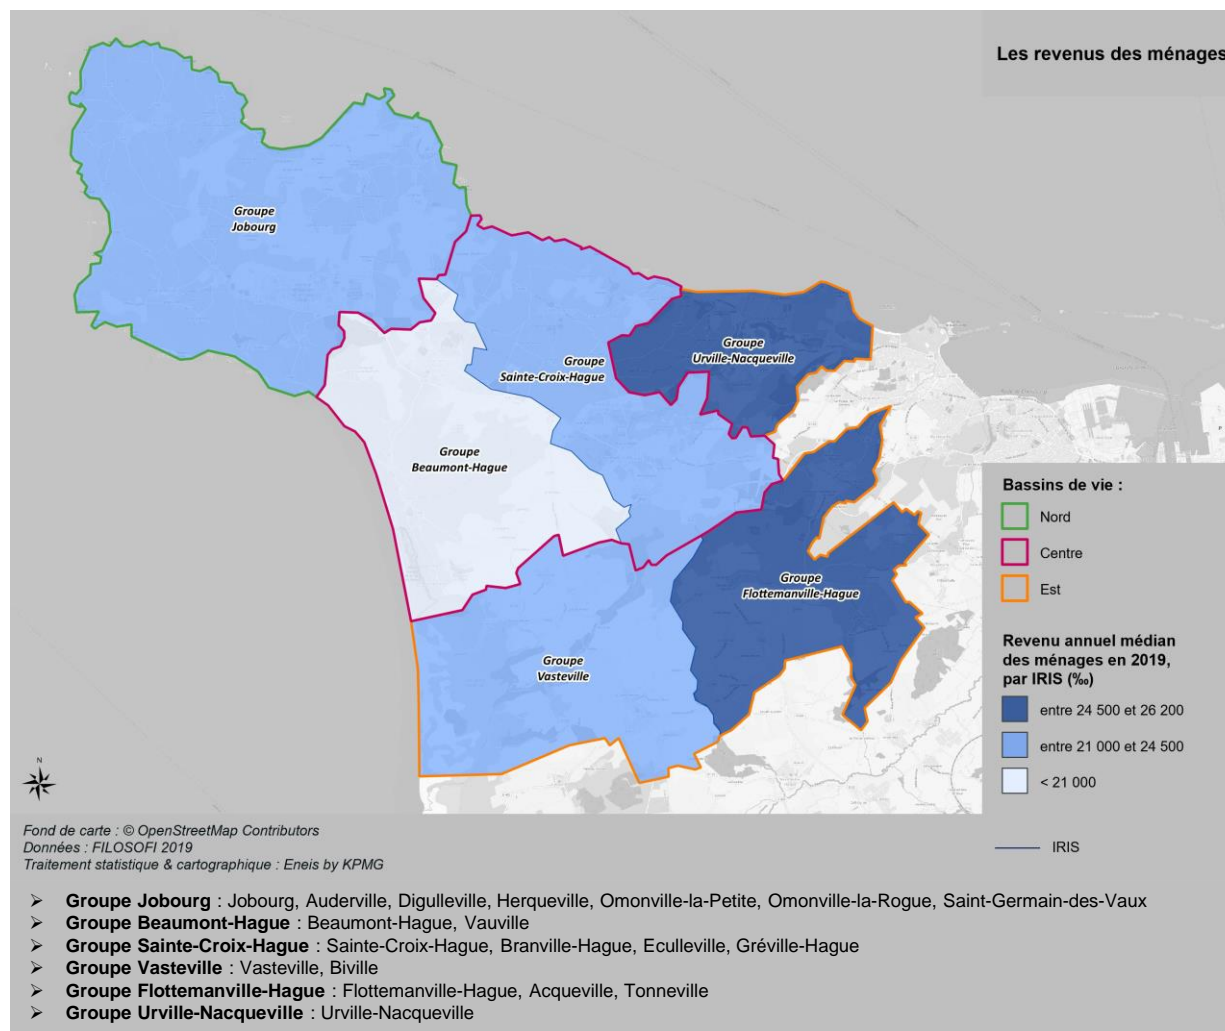 Les revenus des ménages
Groupe
Jobourg
Groupe
Urville-Nacqueville
Groupe
Sainte-Croix-Hague
Groupe
Beaumont-Hague
Groupe
Flottemanville-Hague
Groupe
Vasteville
Bassins de vie :
Nord
Centre
Est
Revenu annuel médian
des ménages en 2019,
par IRIS (‰)
entre 24 500 et 26 200
entre 21 000 et 24 500
< 21 000
IRIS
N
Fond de carte : © OpenStreetMap Contributors
Données : FILOSOFI 2019
Traitement statistique & cartographique : Eneis by KPMG
➢ Groupe Jobourg : Jobourg, Auderville, Digulleville, Herqueville, Omonville-la-Petite, Omonville-la-Rogue, Saint-Germain-des-Vaux
➢ Groupe Beaumont-Hague : Beaumont-Hague, Vauville
➢ Groupe Sainte-Croix-Hague : Sainte-Croix-Hague, Branville-Hague, Eculleville, Gréville-Hague
➢ Groupe Vasteville : Vasteville, Biville
➢ Groupe Flottemanville-Hague : Flottemanville-Hague, Acqueville, Tonneville
➢ Groupe Urville-Nacqueville : Urville-Nacqueville